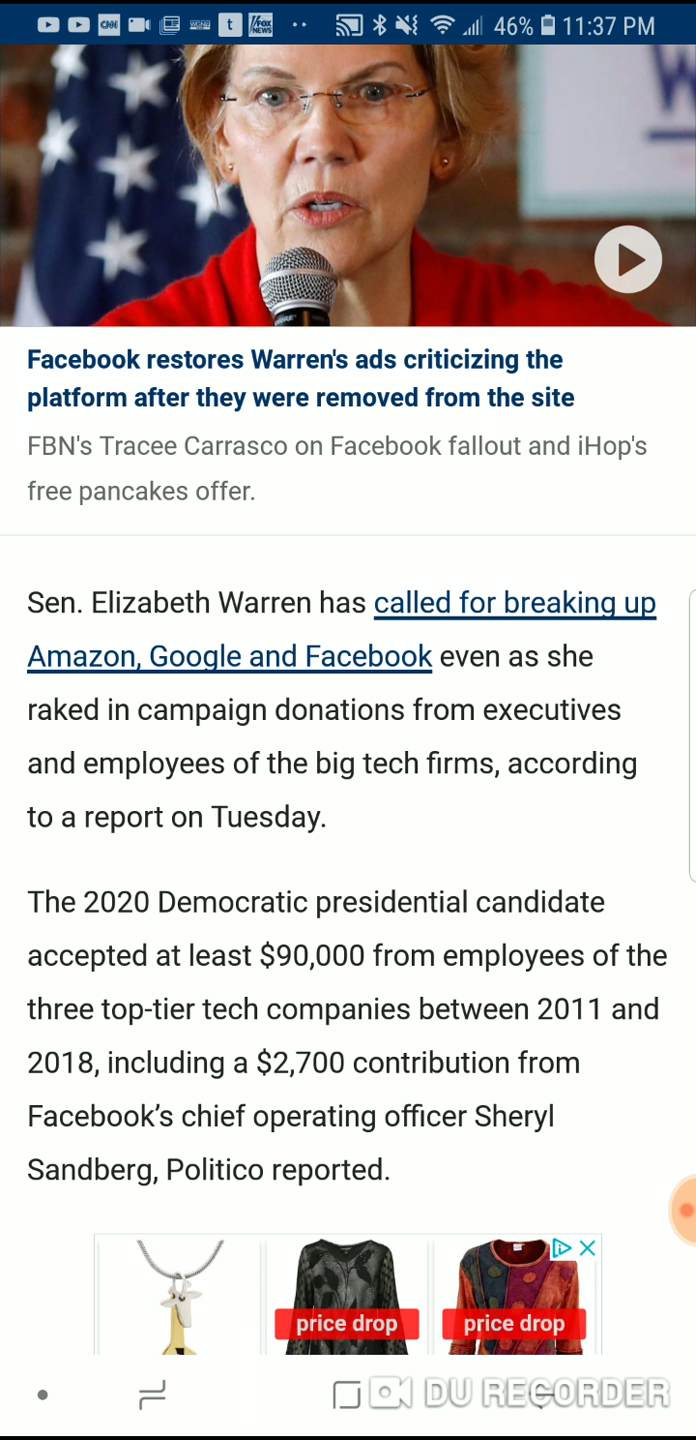 CNN
WGN9
t
FOX NEWS
46%
11:37 PM
W
Facebook restores Warren's ads criticizing the
platform after they were removed from the site
FBN's Tracee Carrasco on Facebook fallout and iHop's
free pancakes offer.
Sen. Elizabeth Warren has called for breaking up
Amazon, Google and Facebook even as she
raked in campaign donations from executives
and employees of the big tech firms, according
to a report on Tuesday.
The 2020 Democratic presidential candidate
accepted at least $90,000 from employees of the
three top-tier tech companies between 2011 and
2018, including a $2,700 contribution from
Facebook’s chief operating officer Sheryl
Sandberg, Politico reported.
price drop
price drop
DU RECORDER